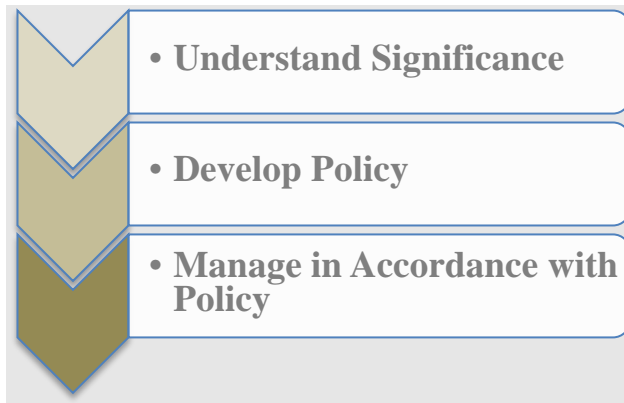 • Understand Significance
• Develop Policy
• Manage in Accordance with
Policy